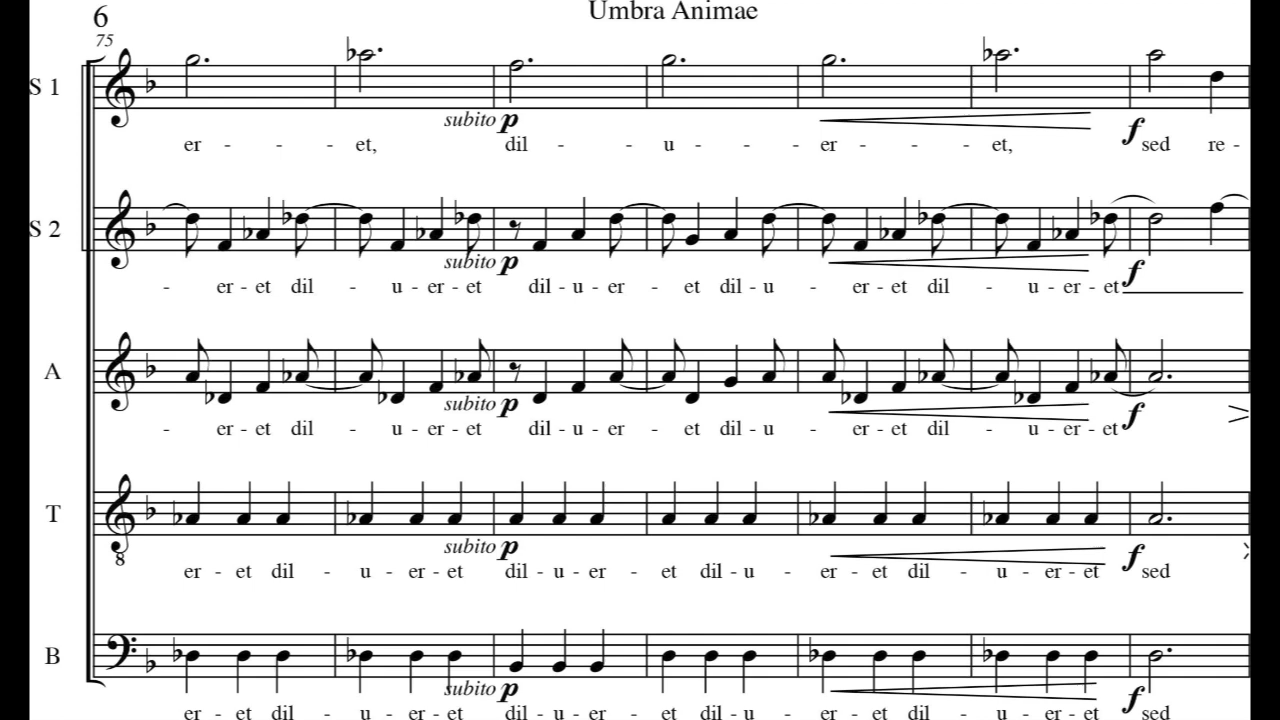 6
Umbra Animae
75
S 1
subito p
f
er - - - et, dil - - u - - - er - - - et, sed re -
S 2
subito p
f
- er - et dil - u - er - et dil - u - er - et dil - u - er - et dil - u - er - et
A
subito p
f
- er - et dil - u - er - et dil - u - er - et dil - u - er - et dil - u - er - et
T
8
subito p
f
er - et dil - u - er - et dil - u - er - et dil - u - er - et dil - u - er - et sed
B
subito p
f
er - et dil - u - er - et dil - u - er - et dil - u - er - et dil - u - er - et sed